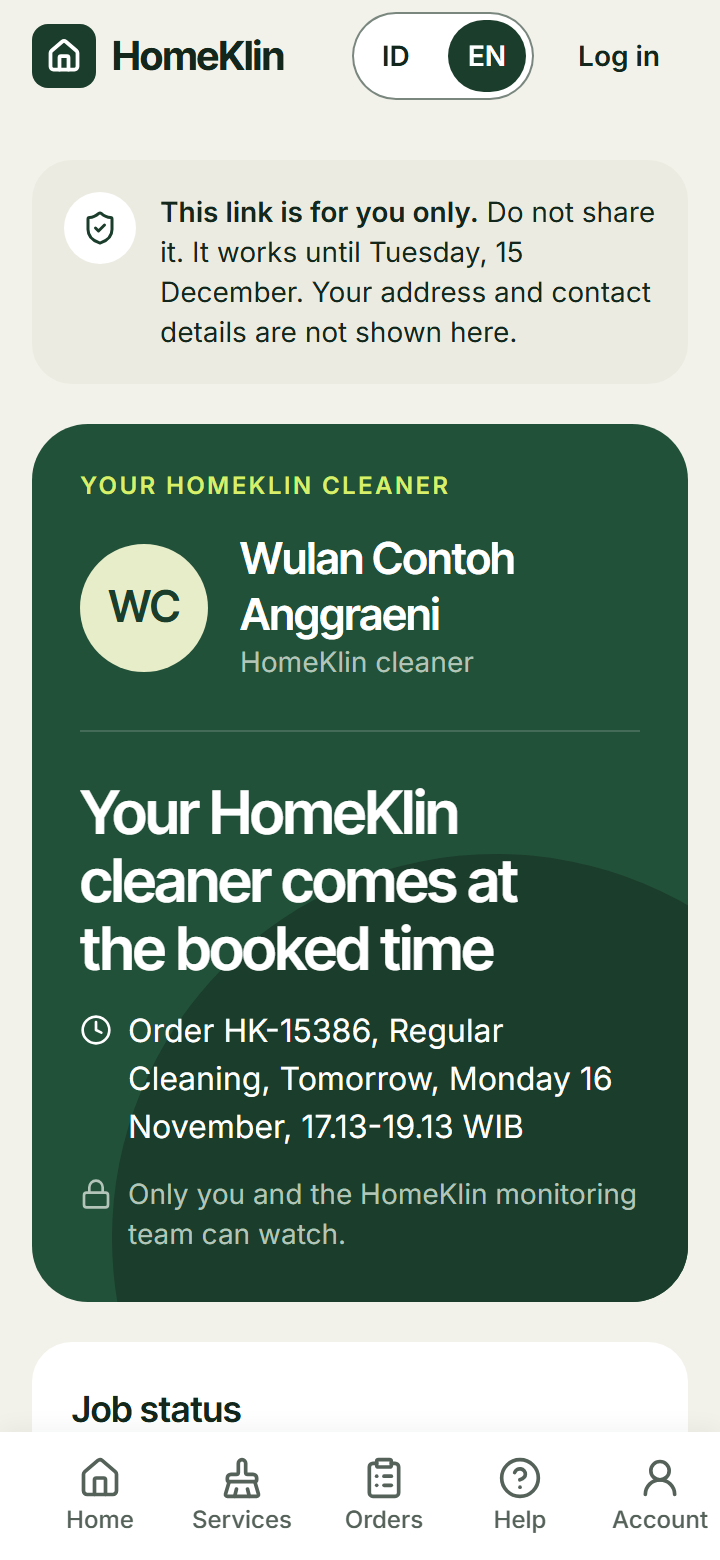 HomeKlin
ID
EN
Log in
This link is for you only. Do not share
it. It works until Tuesday, 15
December. Your address and contact
details are not shown here.
YOUR HOMEKLIN CLEANER
WC
Wulan Contoh
Anggraeni
HomeKlin cleaner
Your HomeKlin
cleaner comes at
the booked time
Order HK-15386, Regular
Cleaning, Tomorrow, Monday 16
November, 17.13-19.13 WIB
Only you and the HomeKlin monitoring
team can watch.
Job status
Home
Services
Orders
Help
Account